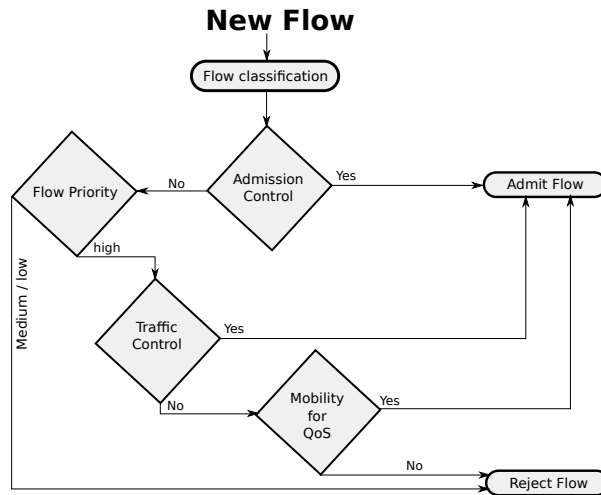 New Flow
Flow classification
Admission
Control
Yes
Admit Flow
No
Flow Priority
high
Medium / low
Traffic
Control
Yes
No
Mobility
for
QoS
Yes
No
Reject Flow